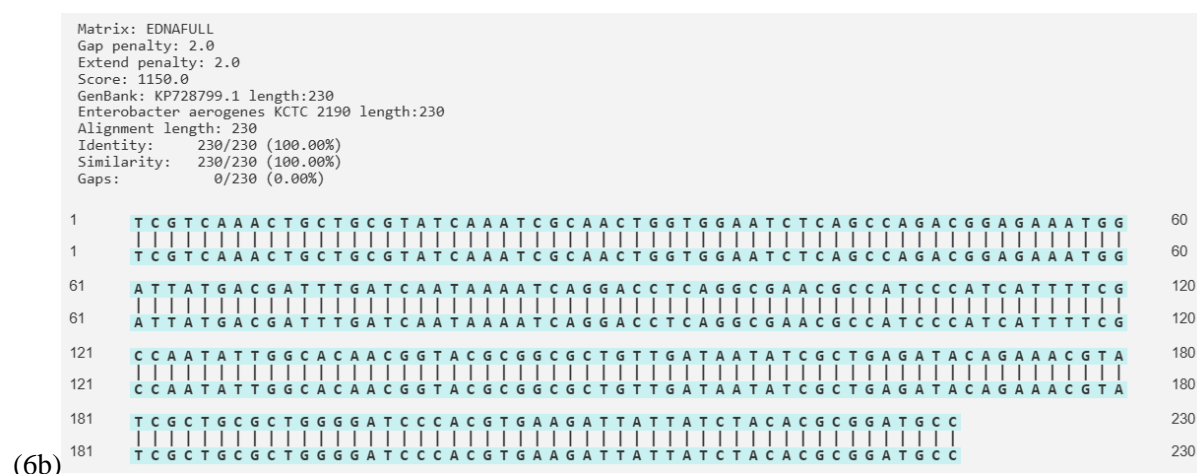 Matrix: EDNAFULL
Gap penalty: 2.0
Extend penalty: 2.0
Score: 1150.0
GenBank: KP728799.1 length:230
Enterobacter aerogenes KCTC 2190 length:230
Alignment length: 230
Identity: 230/230 (100.00%)
Similarity: 230/230 (100.00%)
Gaps: 0/230 (0.00%)
1 TCGTCAAACTGCTGCGTATCAAATCGCAACTGGTGGAATCTCAGCCAGACGGAGAAATGG 60
1 TCGTCAAACTGCTGCGTATCAAATCGCAACTGGTGGAATCTCAGCCAGACGGAGAAATGG 60
61 ATTATGACGATTTGATCAATAAAATCAGGACCTCAGGCGAACGCCATCCCATCATTTTCG 120
61 ATTATGACGATTTGATCAATAAAATCAGGACCTCAGGCGAACGCCATCCCATCATTTTCG 120
121 CCAATATTGGCACAACGGTACGCGGCGCTGTTGATAATATCGCTGAGATACAGAAACGTA 180
121 CCAATATTGGCACAACGGTACGCGGCGCTGTTGATAATATCGCTGAGATACAGAAACGTA 180
181 TCGCTGCGCTGGGGATCCCACGTGAAGATTATTATCTACACGCGGATGCC 230
181 TCGCTGCGCTGGGGATCCCACGTGAAGATTATTATCTACACGCGGATGCC 230
(6b)